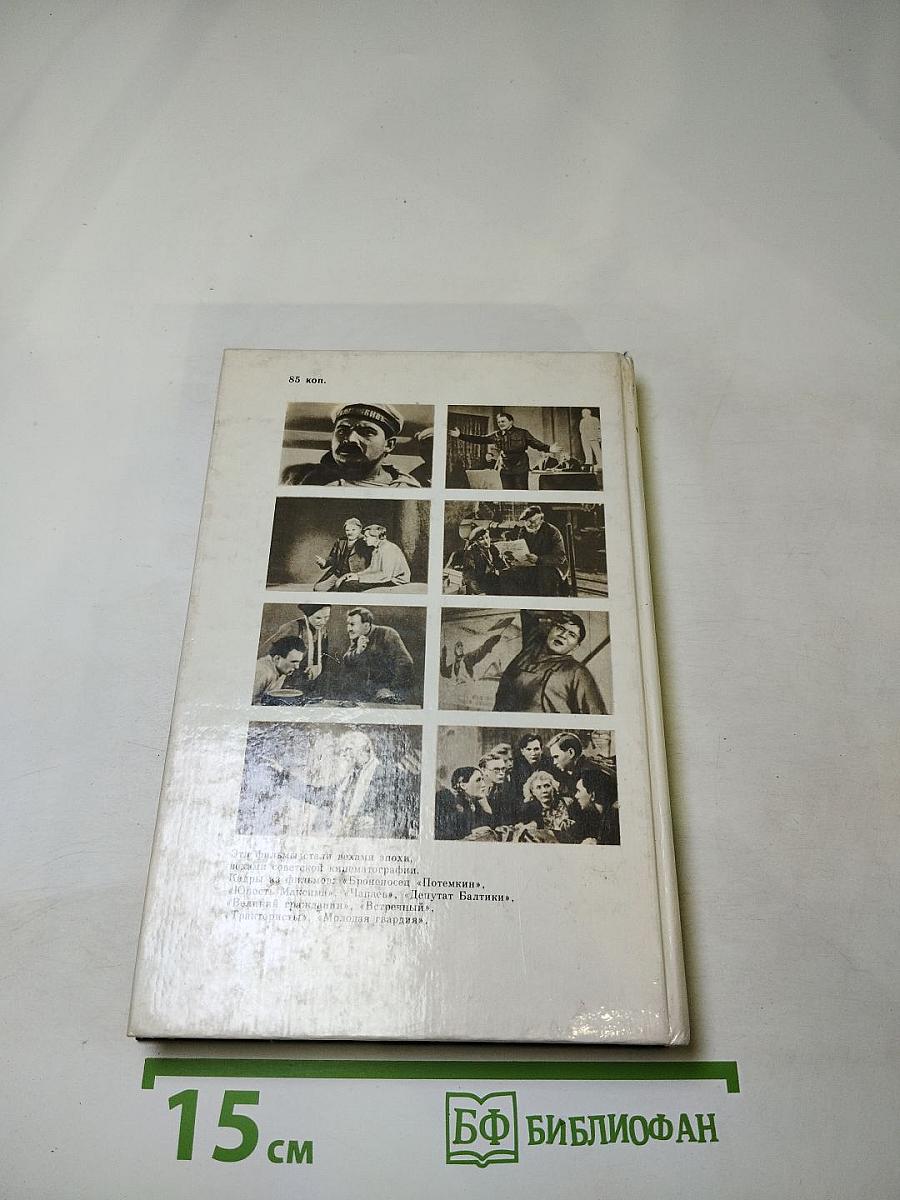 85 коп.
Эти фильмы стали вехами эпохи,
вехами советской кинематографии.
Кадры из фильмов: «Броненосец «Потемкин»,
«Юность Максима», «Чапаев», «Депутат Балтики»,
«Великий гражданин», «Встречный»,
«Трактористы», «Молодая гвардия».
15 см
БФ БИБЛИОФАН